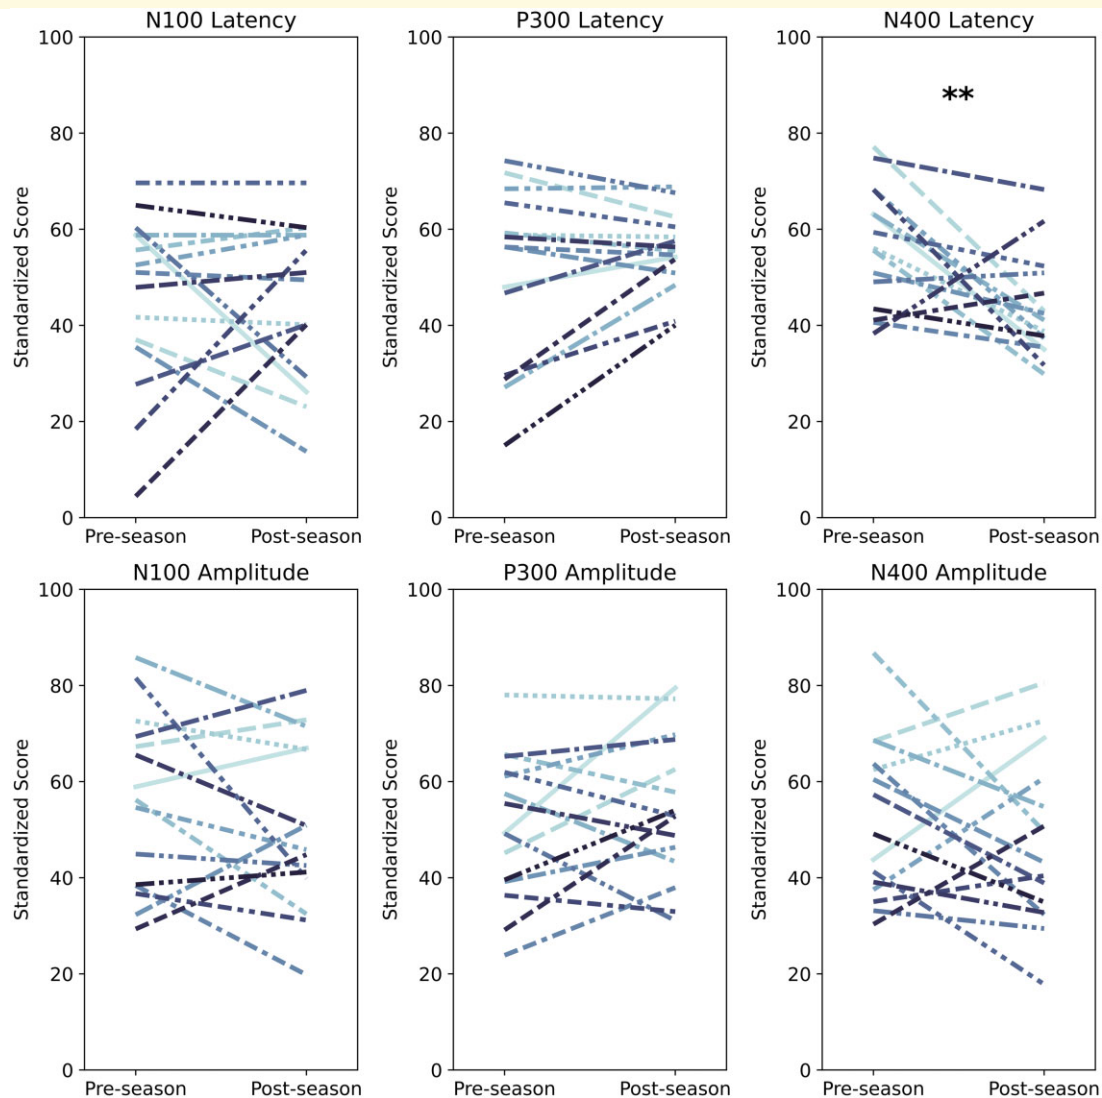 N100 Latency
P300 Latency
N400 Latency
**
Standardized Score
100
80
60
40
20
0
Pre-season
Post-season
Standardized Score
100
80
60
40
20
0
Pre-season
Post-season
Standardized Score
100
80
60
40
20
0
Pre-season
Post-season
N100 Amplitude
P300 Amplitude
N400 Amplitude
Standardized Score
100
80
60
40
20
0
Pre-season
Post-season
Standardized Score
100
80
60
40
20
0
Pre-season
Post-season
Standardized Score
100
80
60
40
20
0
Pre-season
Post-season